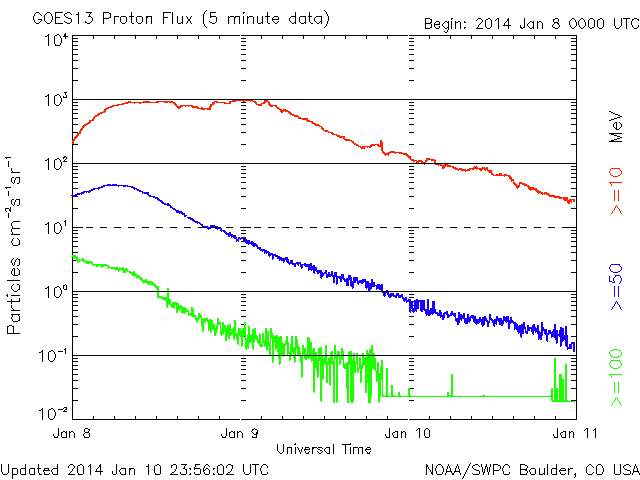 GOES13 Proton Flux (5 minute data)
Begin: 2014 Jan 8 0000 UTC
10⁴
10³
10²
10¹
10⁰
10⁻¹
10⁻²
Particles cm⁻²s⁻¹sr⁻¹
MeV
>=10
>=50
>=100
Jan 8
Jan 9
Jan 10
Jan 11
Universal Time
Updated 2014 Jan 10 23:56:02 UTC
NOAA/SWPC Boulder, CO USA